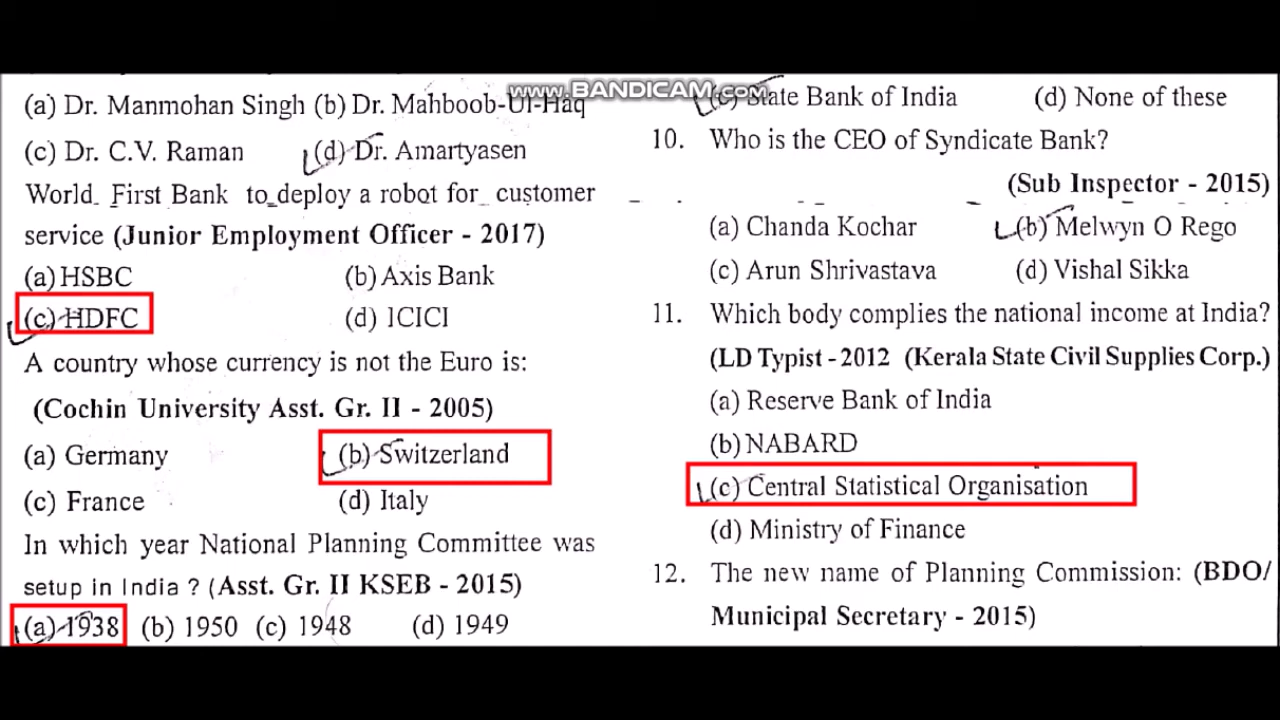 www.BANDICAM.com
(a) Dr. Manmohan Singh (b) Dr. Mahboob-Ul-Haq
(c) Dr. C.V. Raman (d) Dr. Amartyasen
World First Bank to deploy a robot for customer
service (Junior Employment Officer - 2017)
(a) HSBC (b) Axis Bank
(c) HDFC (d) ICICI
A country whose currency is not the Euro is:
(Cochin University Asst. Gr. II - 2005)
(a) Germany (b) Switzerland
(c) France (d) Italy
In which year National Planning Committee was
setup in India ? (Asst. Gr. II KSEB - 2015)
(a) 1938 (b) 1950 (c) 1948 (d) 1949
(c) State Bank of India (d) None of these
10. Who is the CEO of Syndicate Bank?
(Sub Inspector - 2015)
(a) Chanda Kochar (b) Melwyn O Rego
(c) Arun Shrivastava (d) Vishal Sikka
11. Which body complies the national income at India?
(LD Typist - 2012 (Kerala State Civil Supplies Corp.)
(a) Reserve Bank of India
(b) NABARD
(c) Central Statistical Organisation
(d) Ministry of Finance
12. The new name of Planning Commission: (BDO/
Municipal Secretary - 2015)